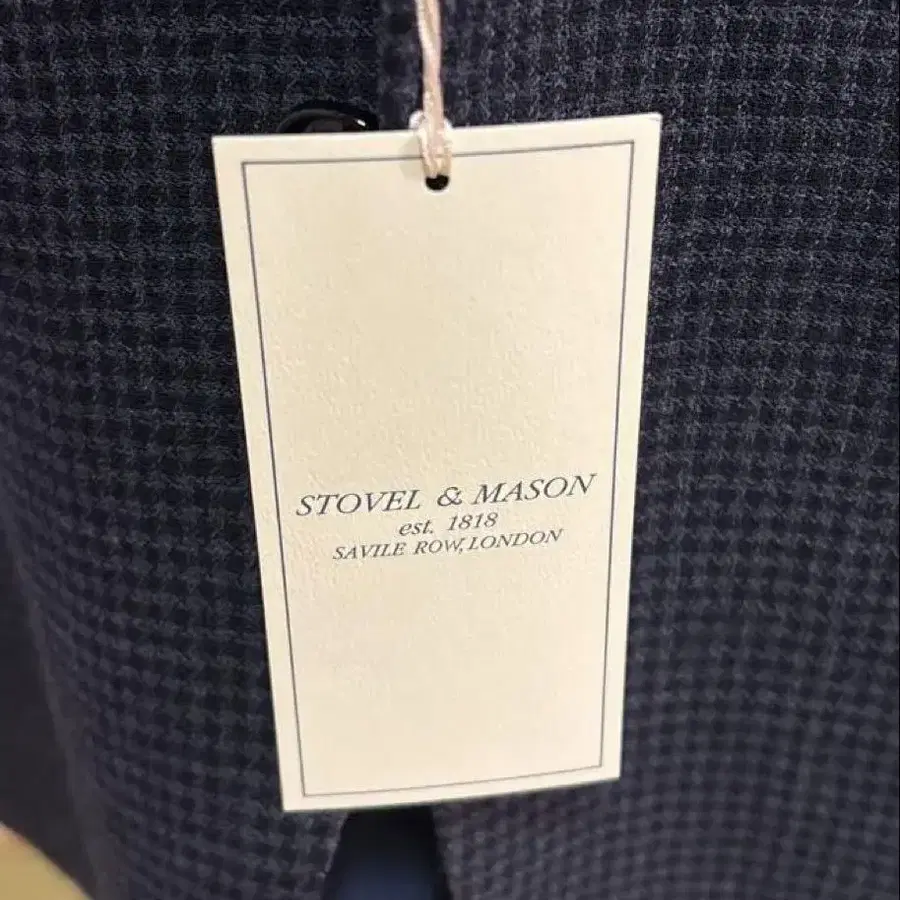 STOVEL & MASON
est. 1818
SAVILE ROW, LONDON